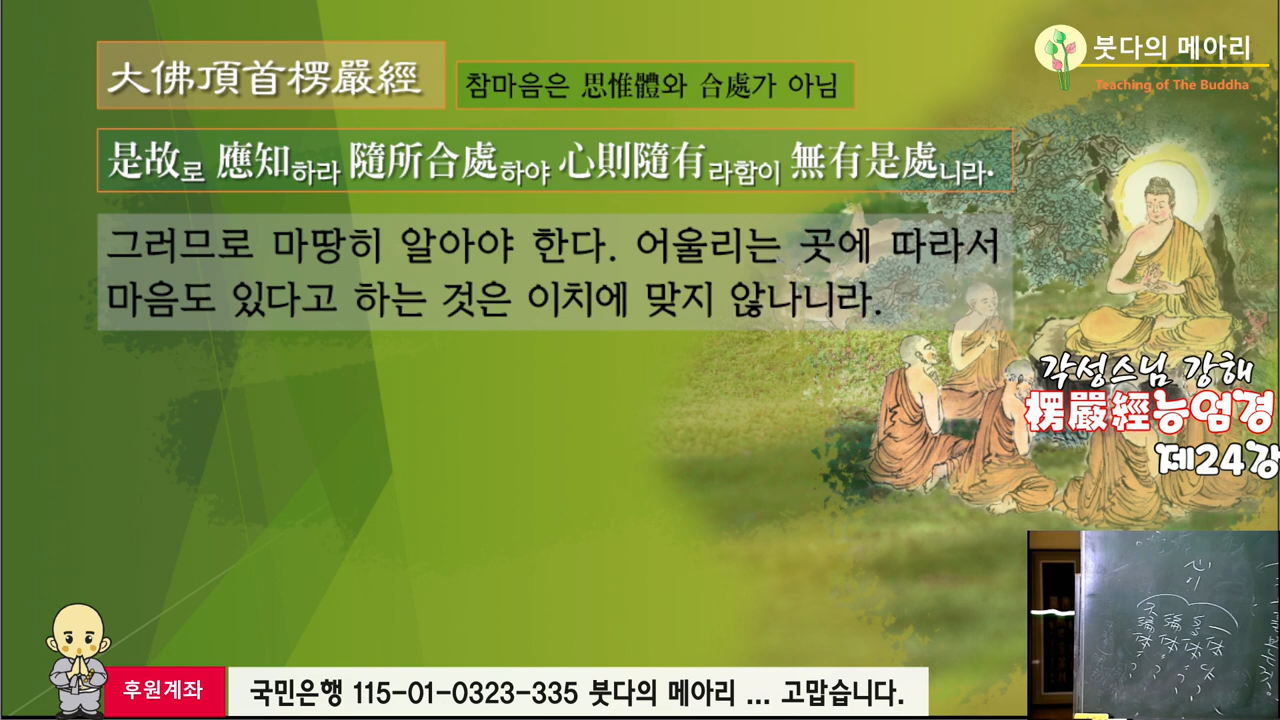 大佛頂首楞嚴經
참마음은 思惟體와 合處가 아님
붓다의 메아리
Teaching of The Buddha
是故로 應知하라 隨所合處하야 心則隨有라함이 無有是處니라.
그러므로 마땅히 알아야 한다. 어울리는 곳에 따라서
마음도 있다고 하는 것은 이치에 맞지 않나니라.
각성스님 강해
楞嚴經능엄경
제24강
心
후원계좌
국민은행 115-01-0323-335 붓다의 메아리 ... 고맙습니다.